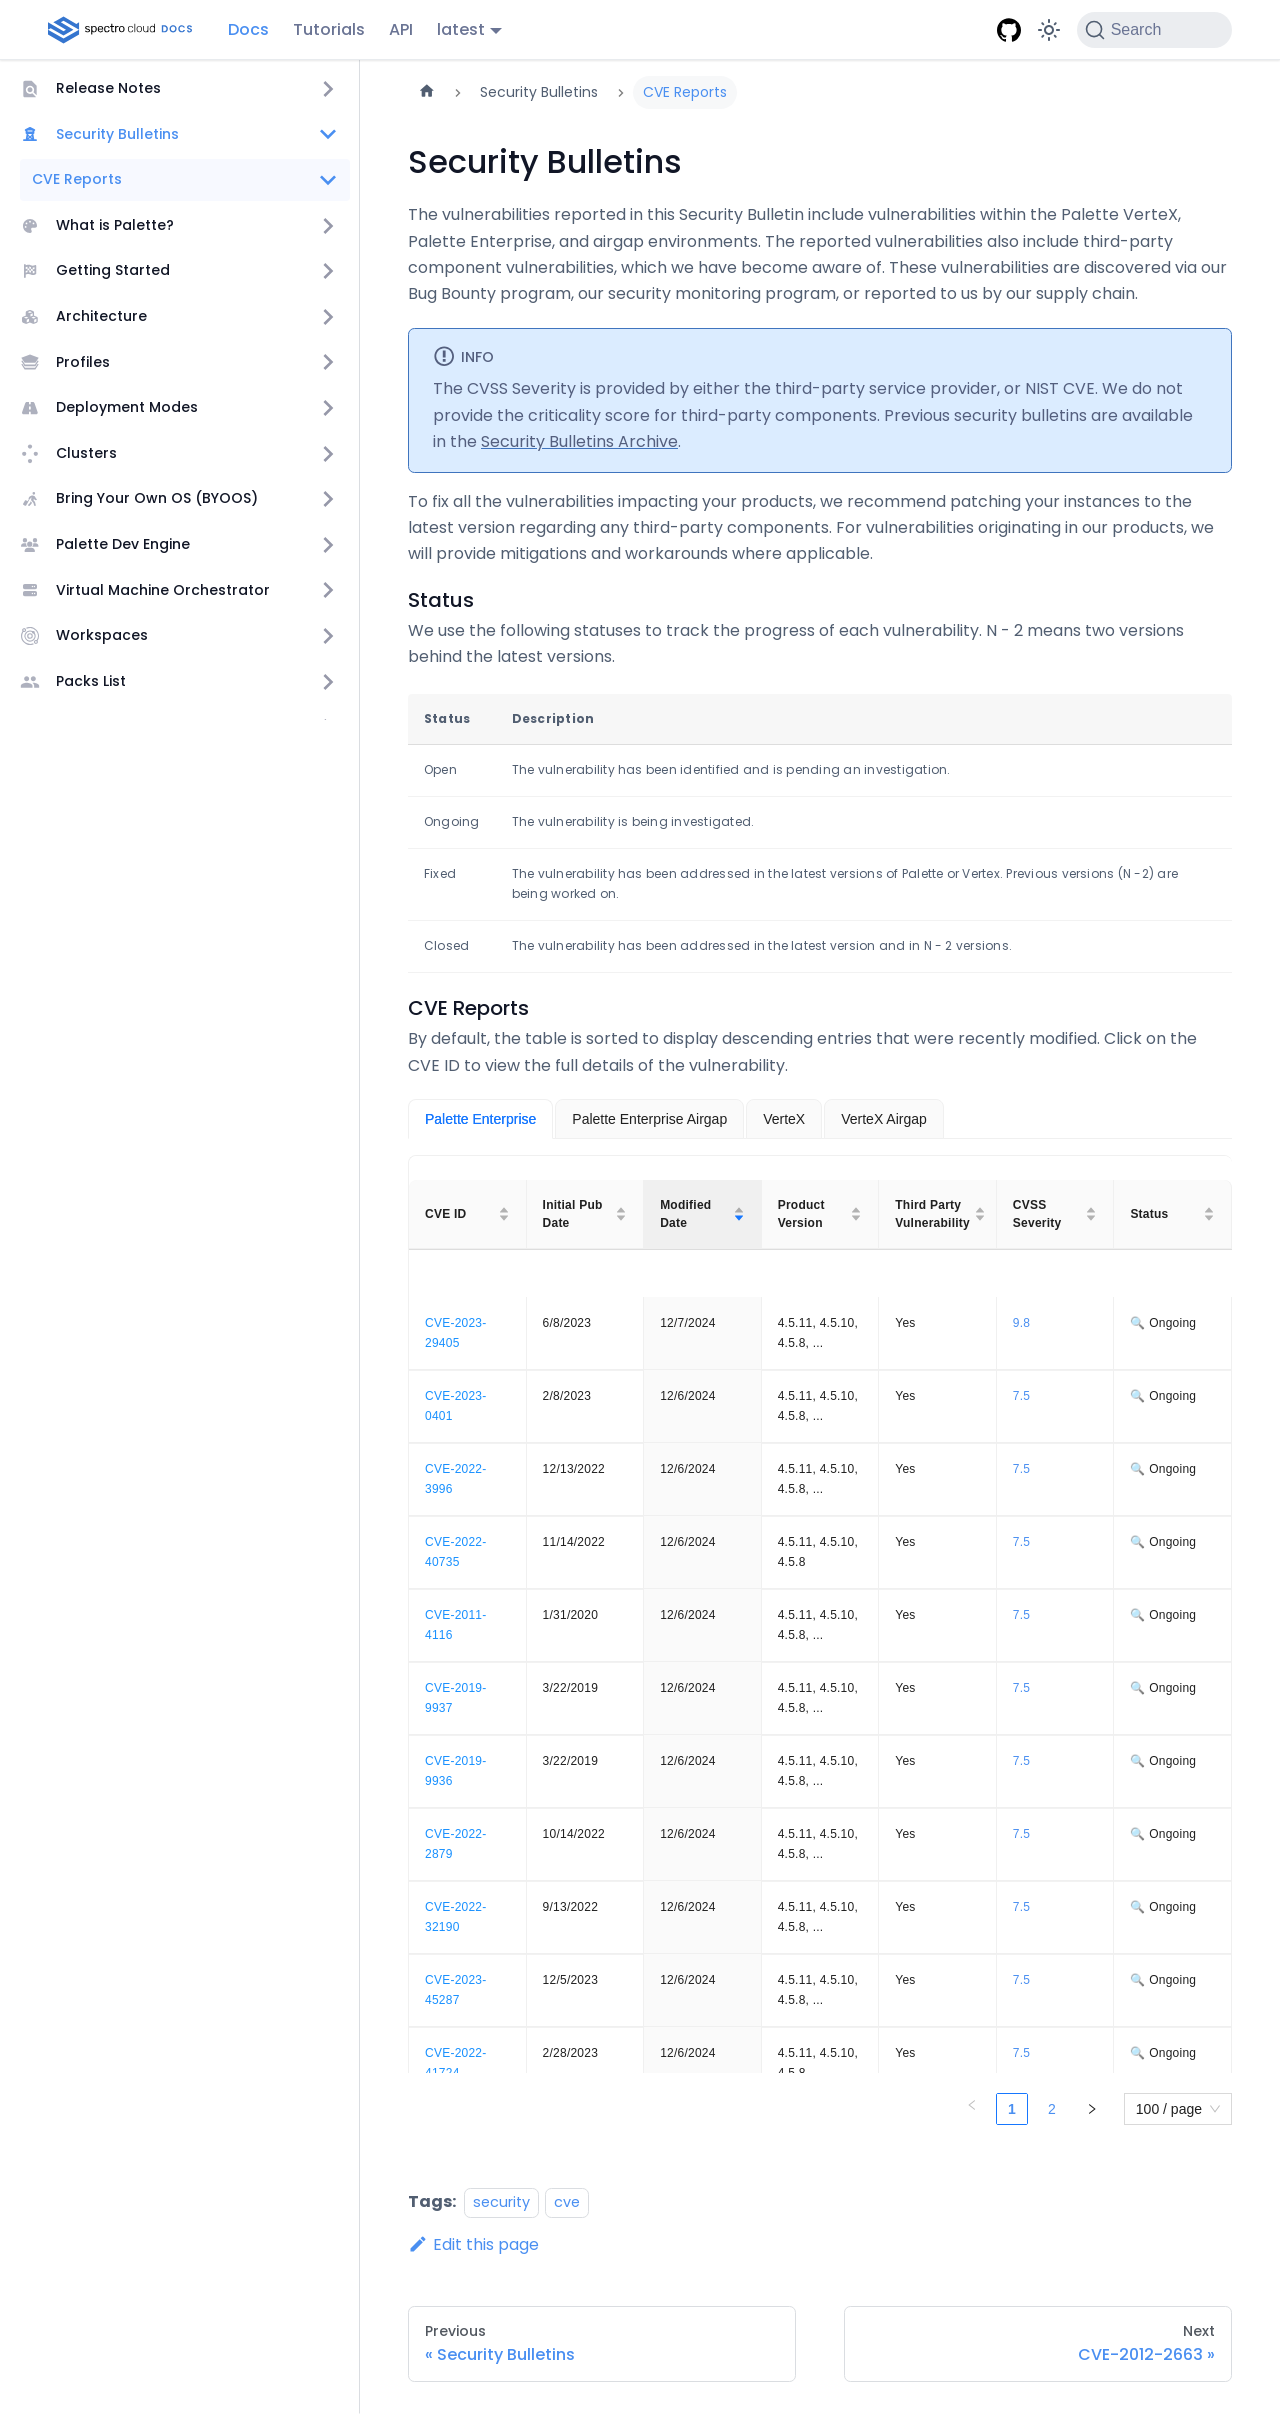 spectro cloud DOCS
Docs
Tutorials
API
latest
Search
Release Notes
Security Bulletins
CVE Reports
What is Palette?
Getting Started
Architecture
Profiles
Deployment Modes
Clusters
Bring Your Own OS (BYOOS)
Palette Dev Engine
Virtual Machine Orchestrator
Workspaces
Packs List
Security Bulletins
CVE Reports
Security Bulletins
The vulnerabilities reported in this Security Bulletin include vulnerabilities within the Palette VerteX,
Palette Enterprise, and airgap environments. The reported vulnerabilities also include third-party
component vulnerabilities, which we have become aware of. These vulnerabilities are discovered via our
Bug Bounty program, our security monitoring program, or reported to us by our supply chain.
INFO
The CVSS Severity is provided by either the third-party service provider, or NIST CVE. We do not
provide the criticality score for third-party components. Previous security bulletins are available
in the Security Bulletins Archive.
To fix all the vulnerabilities impacting your products, we recommend patching your instances to the
latest version regarding any third-party components. For vulnerabilities originating in our products, we
will provide mitigations and workarounds where applicable.
Status
We use the following statuses to track the progress of each vulnerability. N - 2 means two versions
behind the latest versions.
Status Description
Open The vulnerability has been identified and is pending an investigation.
Ongoing The vulnerability is being investigated.
Fixed The vulnerability has been addressed in the latest versions of Palette or Vertex. Previous versions (N -2) are
being worked on.
Closed The vulnerability has been addressed in the latest version and in N - 2 versions.
CVE Reports
By default, the table is sorted to display descending entries that were recently modified. Click on the
CVE ID to view the full details of the vulnerability.
Palette Enterprise Palette Enterprise Airgap VerteX VerteX Airgap
CVE ID Initial Pub Date Modified Date Product Version Third Party Vulnerability CVSS Severity Status
CVE-2023-29405 6/8/2023 12/7/2024 4.5.11, 4.5.10, 4.5.8, ... Yes 9.8 🔍 Ongoing
CVE-2023-0401 2/8/2023 12/6/2024 4.5.11, 4.5.10, 4.5.8, ... Yes 7.5 🔍 Ongoing
CVE-2022-3996 12/13/2022 12/6/2024 4.5.11, 4.5.10, 4.5.8, ... Yes 7.5 🔍 Ongoing
CVE-2022-40735 11/14/2022 12/6/2024 4.5.11, 4.5.10, 4.5.8 Yes 7.5 🔍 Ongoing
CVE-2011-4116 1/31/2020 12/6/2024 4.5.11, 4.5.10, 4.5.8, ... Yes 7.5 🔍 Ongoing
CVE-2019-9937 3/22/2019 12/6/2024 4.5.11, 4.5.10, 4.5.8, ... Yes 7.5 🔍 Ongoing
CVE-2019-9936 3/22/2019 12/6/2024 4.5.11, 4.5.10, 4.5.8, ... Yes 7.5 🔍 Ongoing
CVE-2022-2879 10/14/2022 12/6/2024 4.5.11, 4.5.10, 4.5.8, ... Yes 7.5 🔍 Ongoing
CVE-2022-32190 9/13/2022 12/6/2024 4.5.11, 4.5.10, 4.5.8, ... Yes 7.5 🔍 Ongoing
CVE-2023-45287 12/5/2023 12/6/2024 4.5.11, 4.5.10, 4.5.8, ... Yes 7.5 🔍 Ongoing
CVE-2022-41724 2/28/2023 12/6/2024 4.5.11, 4.5.10, 4.5.8 Yes 7.5 🔍 Ongoing
1 2 100 / page
Tags: security cve
Edit this page
Previous
« Security Bulletins
Next
CVE-2012-2663 »